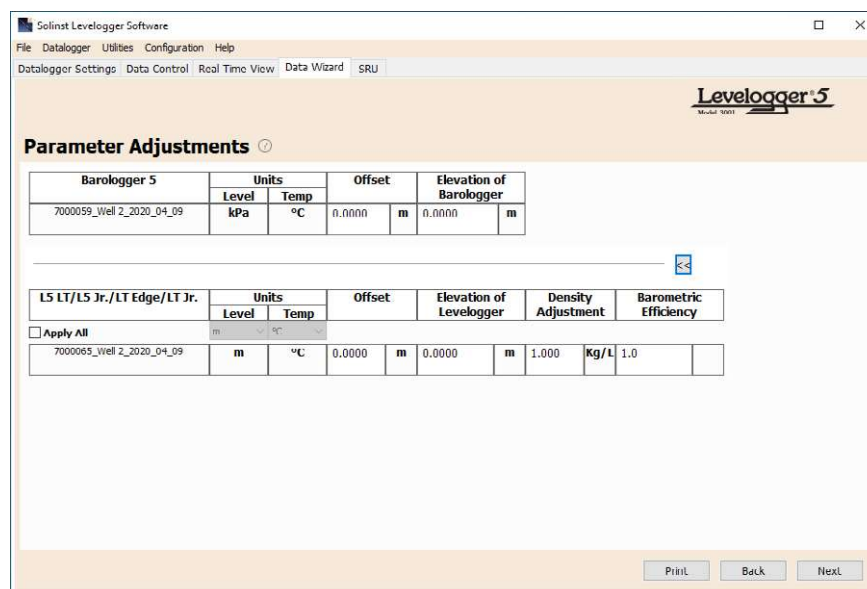 Solinst Levelogger Software
File Datalogger Utilities Configuration Help
Datalogger Settings Data Control Real Time View Data Wizard SRU
Levelogger 5
Model 3001
Parameter Adjustments ?
Barologger 5 Units Offset Elevation of Barologger
Level Temp
7000059_Well 2_2020_04_09 kPa °C 0.0000 m 0.0000 m
<<
L5 LT/L5 Jr./LT Edge/LT Jr. Units Offset Elevation of Levelogger Density Adjustment Barometric Efficiency
Level Temp
Apply All m °C
7000065_Well 2_2020_04_09 m °C 0.0000 m 0.0000 m 1.000 Kg/L 1.0
Print Back Next